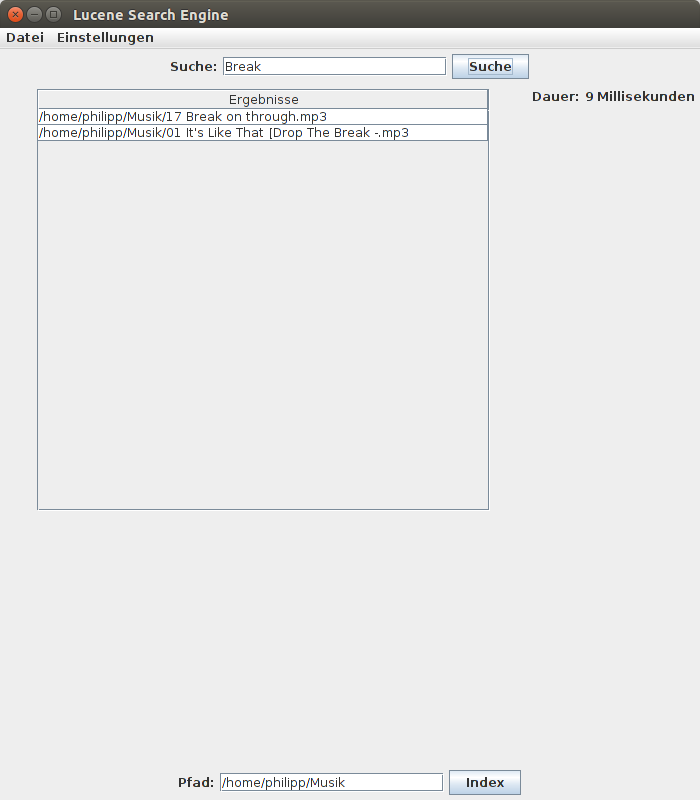 Lucene Search Engine
Datei Einstellungen
Suche: Break Suche
Ergebnisse
Dauer: 9 Millisekunden
/home/philipp/Musik/17 Break on through.mp3
/home/philipp/Musik/01 It's Like That [Drop The Break -.mp3
Pfad: /home/philipp/Musik Index